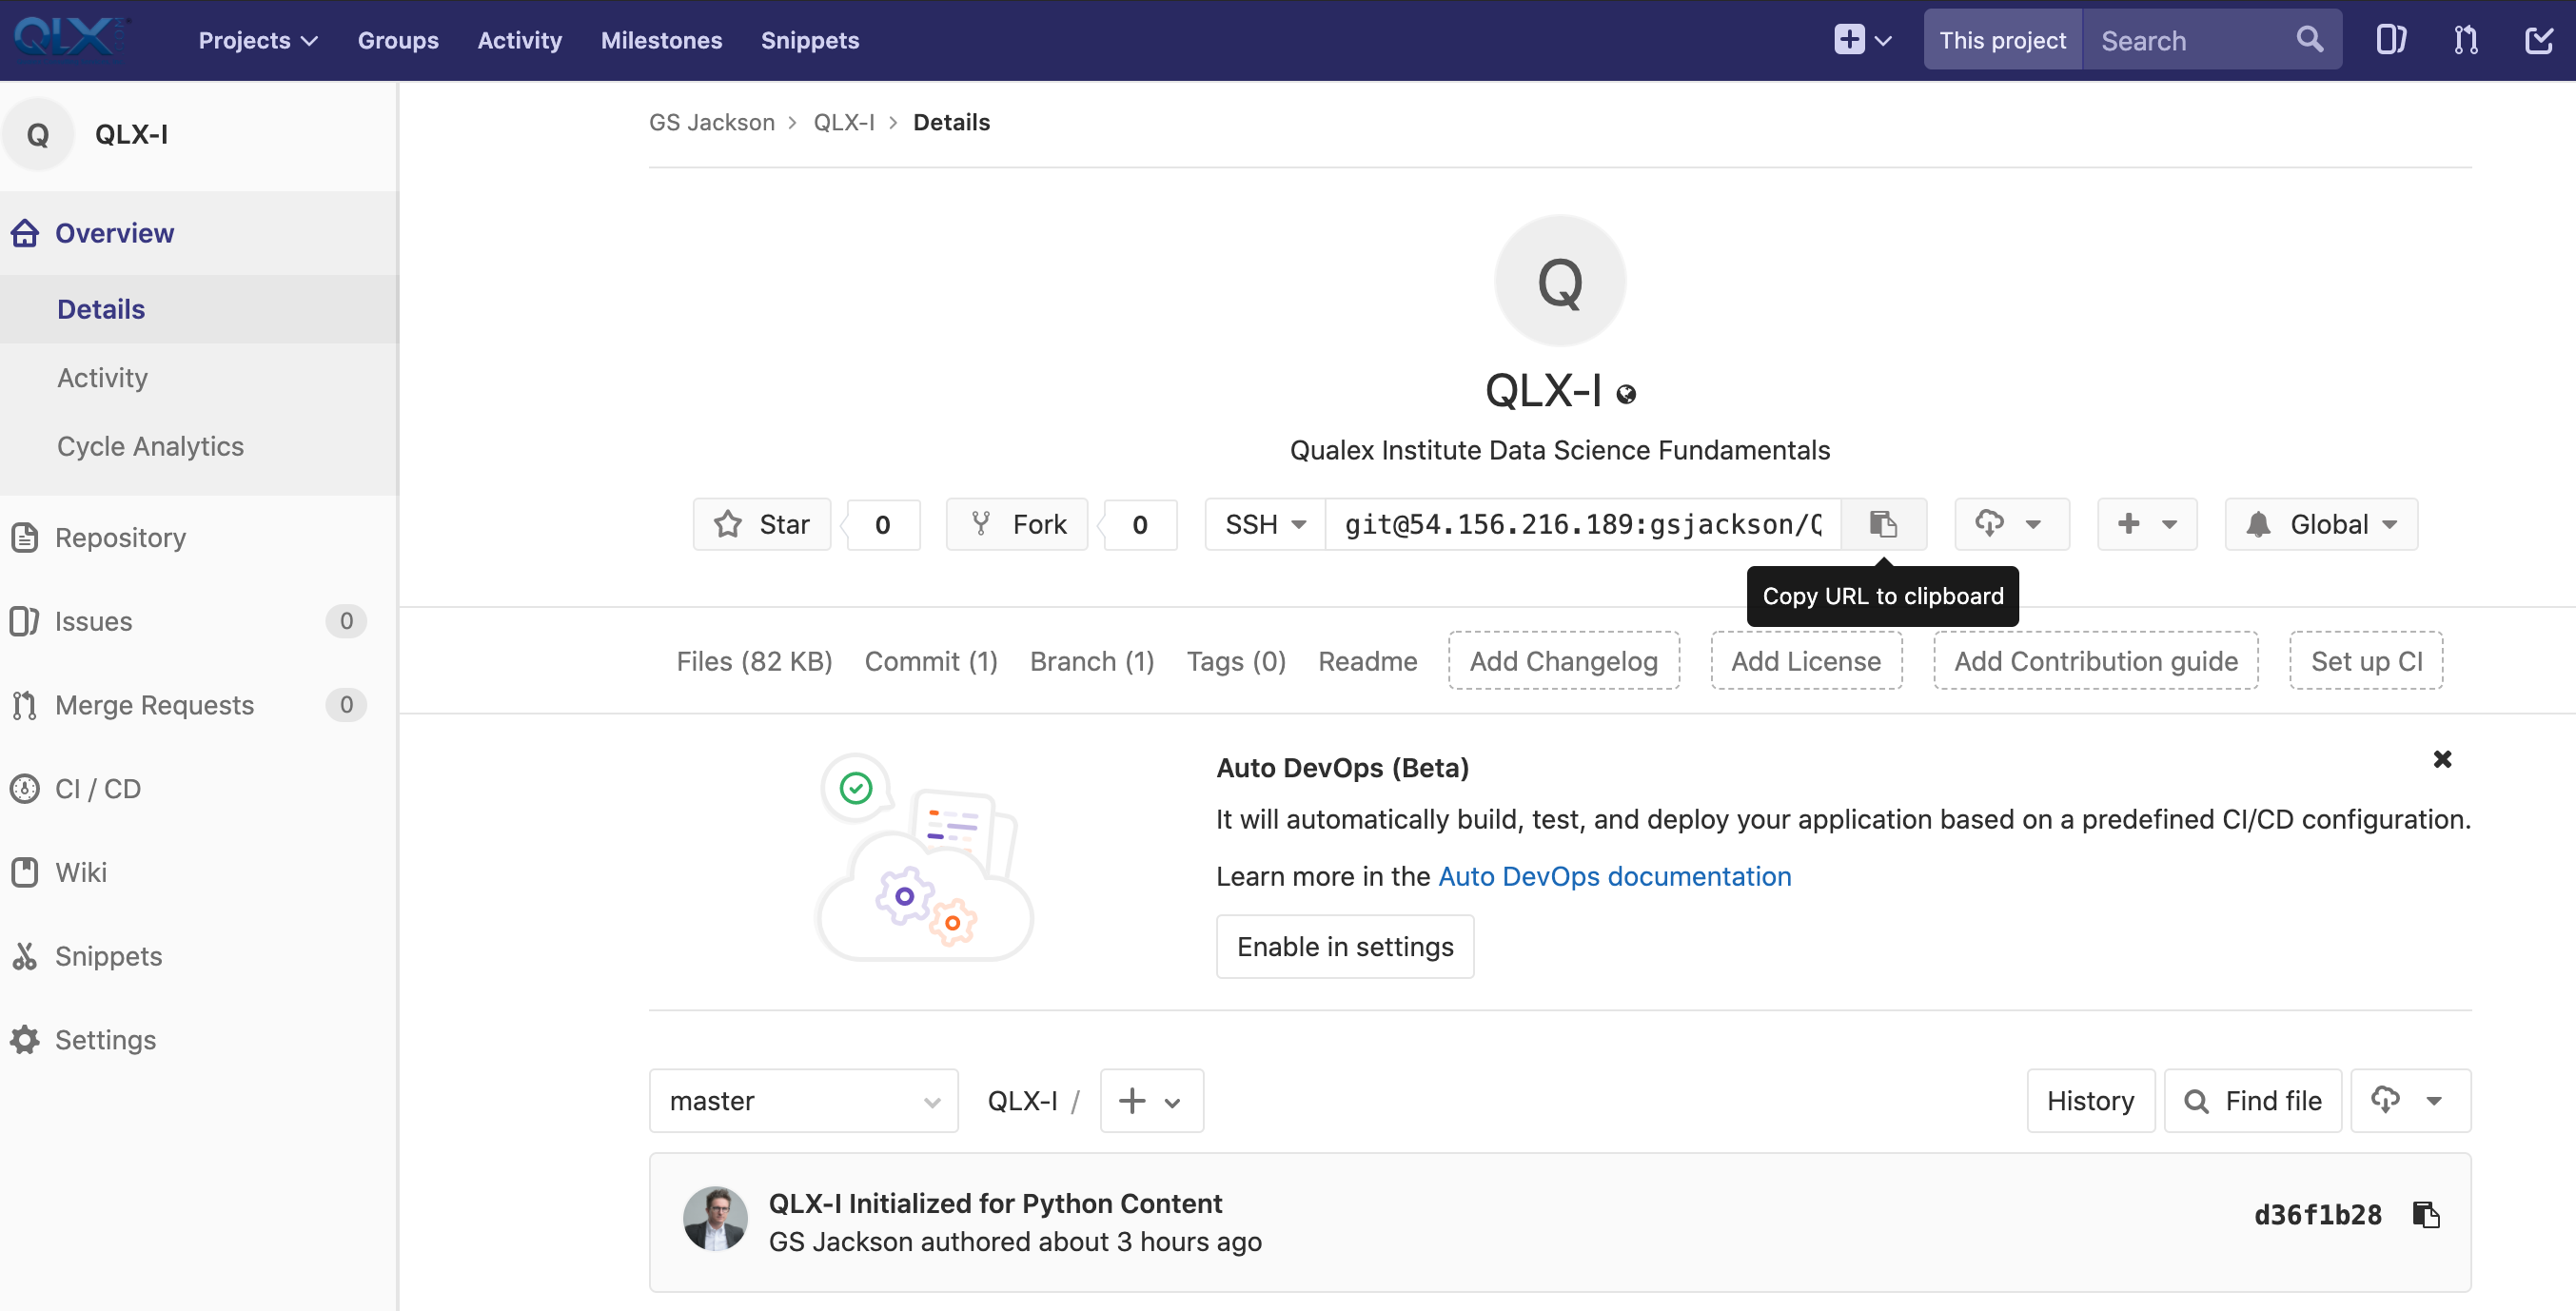 QLX
Projects Groups Activity Milestones Snippets This project Search
Q QLX-I
GS Jackson > QLX-I > Details
Overview
Details
Activity
Cycle Analytics
Repository
Issues 0
Merge Requests 0
CI / CD
Wiki
Snippets
Settings
Q
QLX-I
Qualex Institute Data Science Fundamentals
Star 0 Fork 0 SSH git@54.156.216.189:gsjackson/Q Global
Copy URL to clipboard
Files (82 KB) Commit (1) Branch (1) Tags (0) Readme Add Changelog Add License Add Contribution guide Set up CI
Auto DevOps (Beta)
It will automatically build, test, and deploy your application based on a predefined CI/CD configuration.
Learn more in the Auto DevOps documentation
Enable in settings
master QLX-I / History Find file
QLX-I Initialized for Python Content
GS Jackson authored about 3 hours ago
d36f1b28